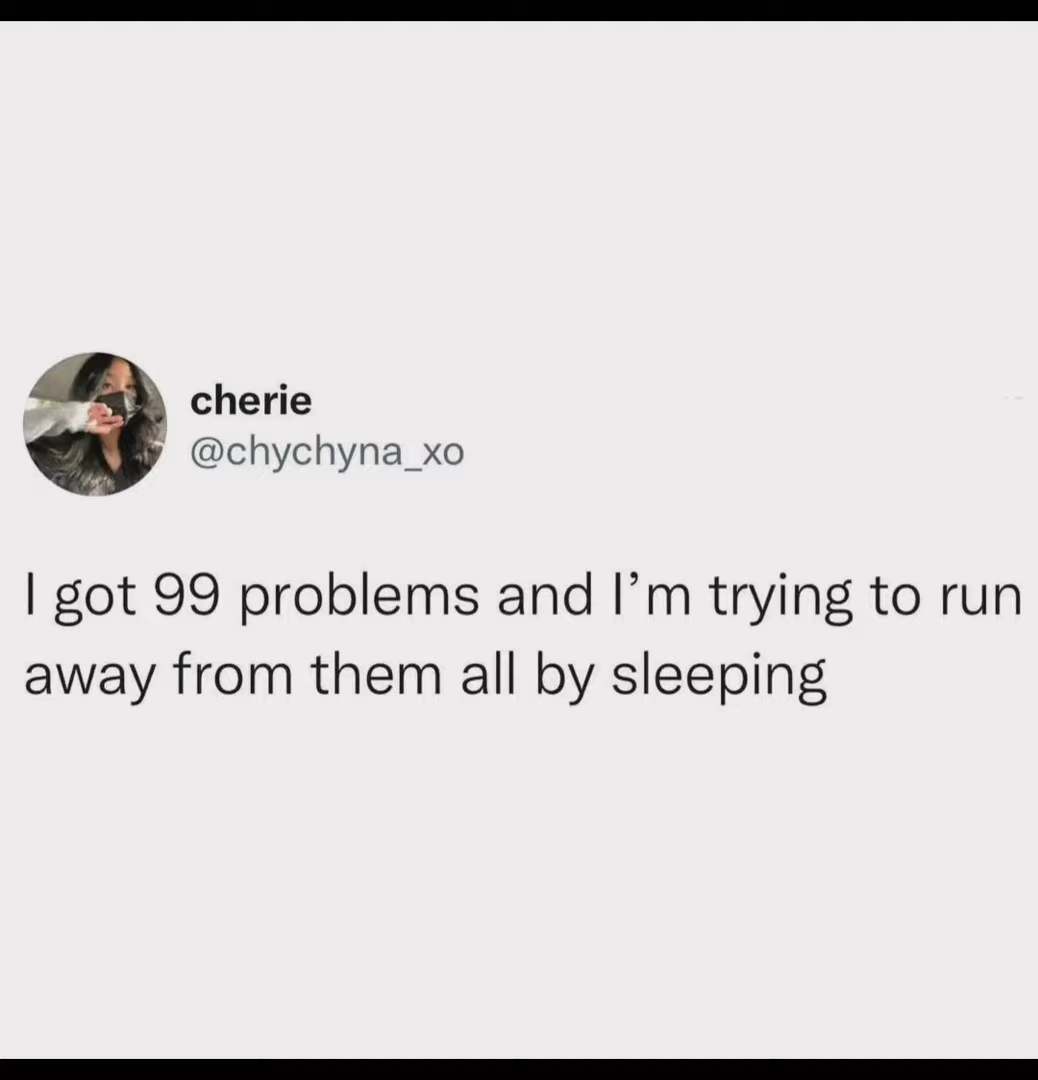 cherie
@chychyna_xo
I got 99 problems and I’m trying to run
away from them all by sleeping